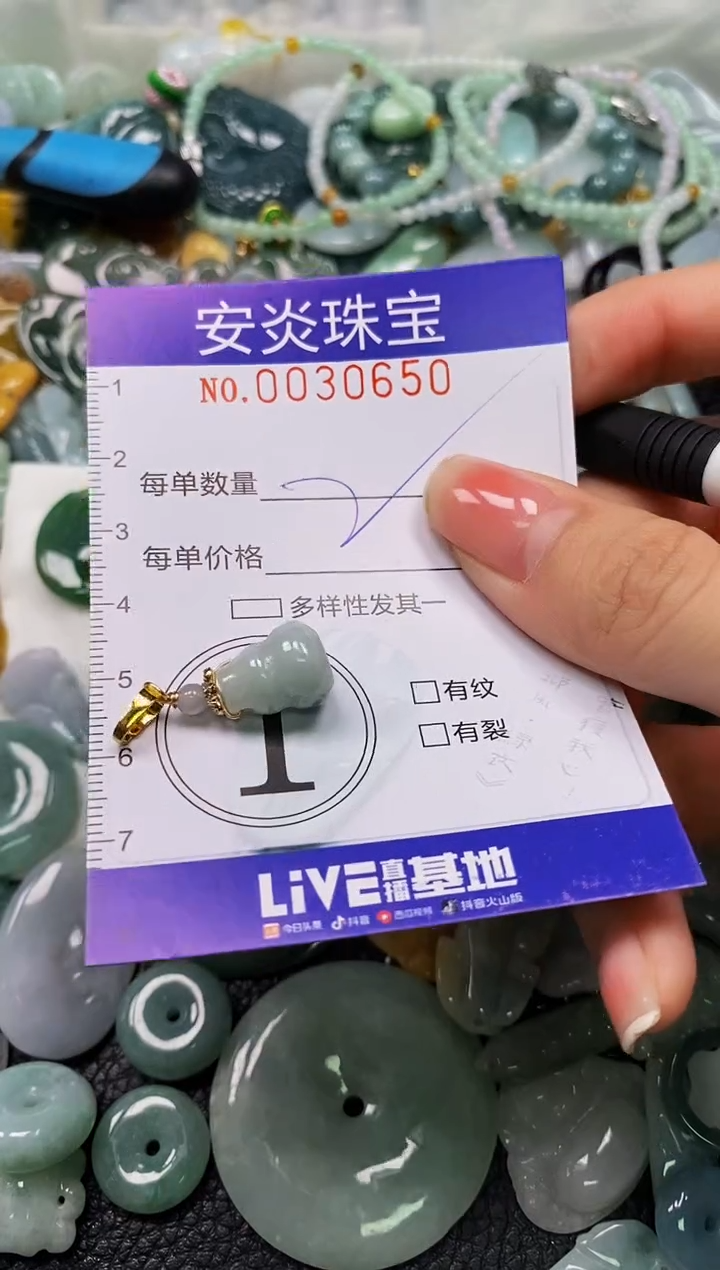 安炎珠宝
NO.0030650
1
2
每单数量
3
每单价格
4
多样性发其一
5
有纹
有裂
6
1
7
LiVE直播基地
今日头条 抖音 西瓜视频 抖音火山版